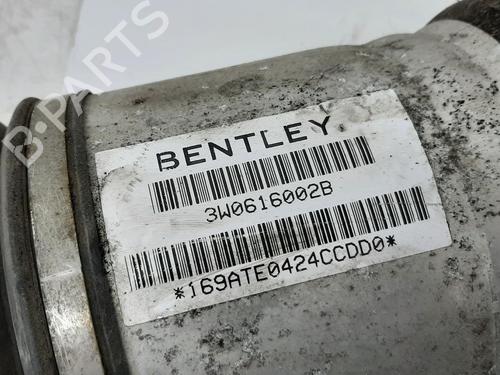 B-PARTS
BENTLEY
3W0616002B
*169ATE0424CCDD0*